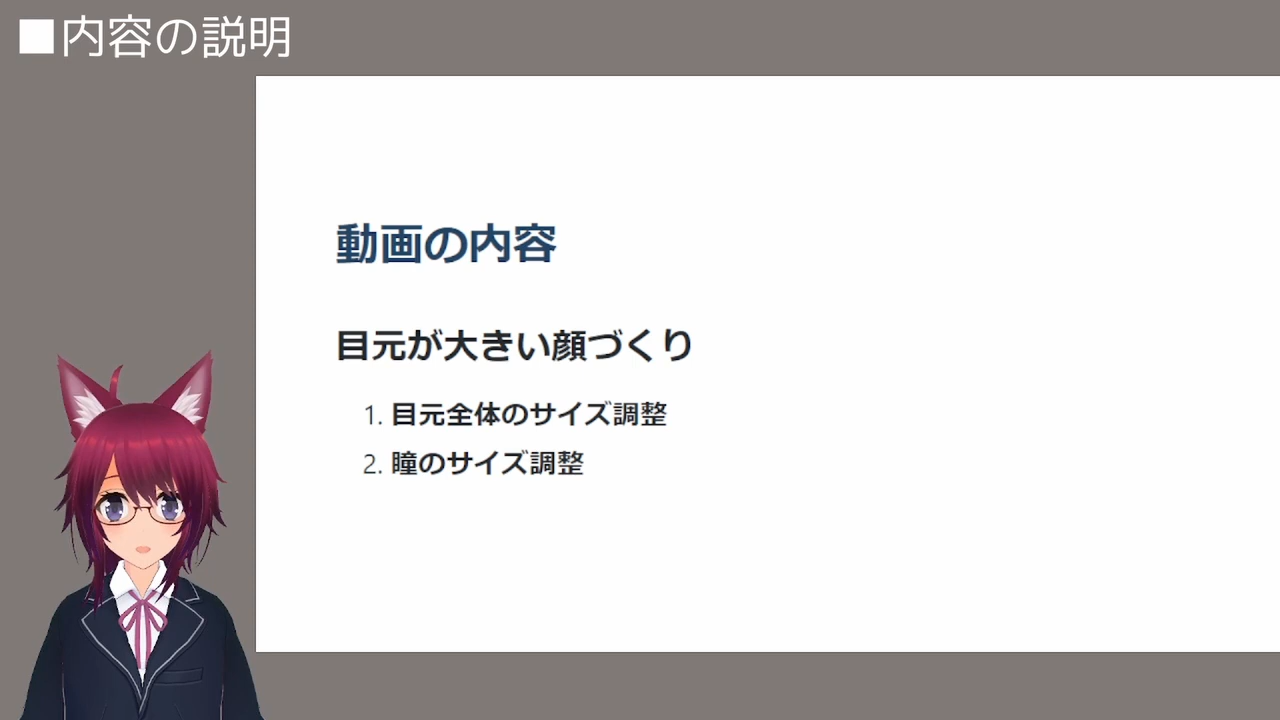 ■内容の説明
動画の内容
目元が大きい顔づくり
1. 目元全体のサイズ調整
2. 瞳のサイズ調整